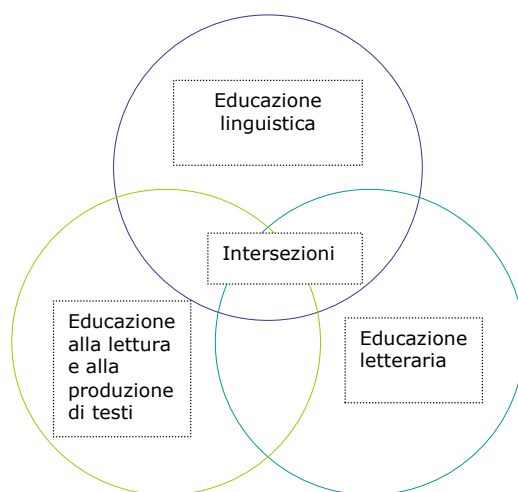 Educazione
linguistica
Intersezioni
Educazione
alla lettura
e alla
produzione
di testi
Educazione
letteraria